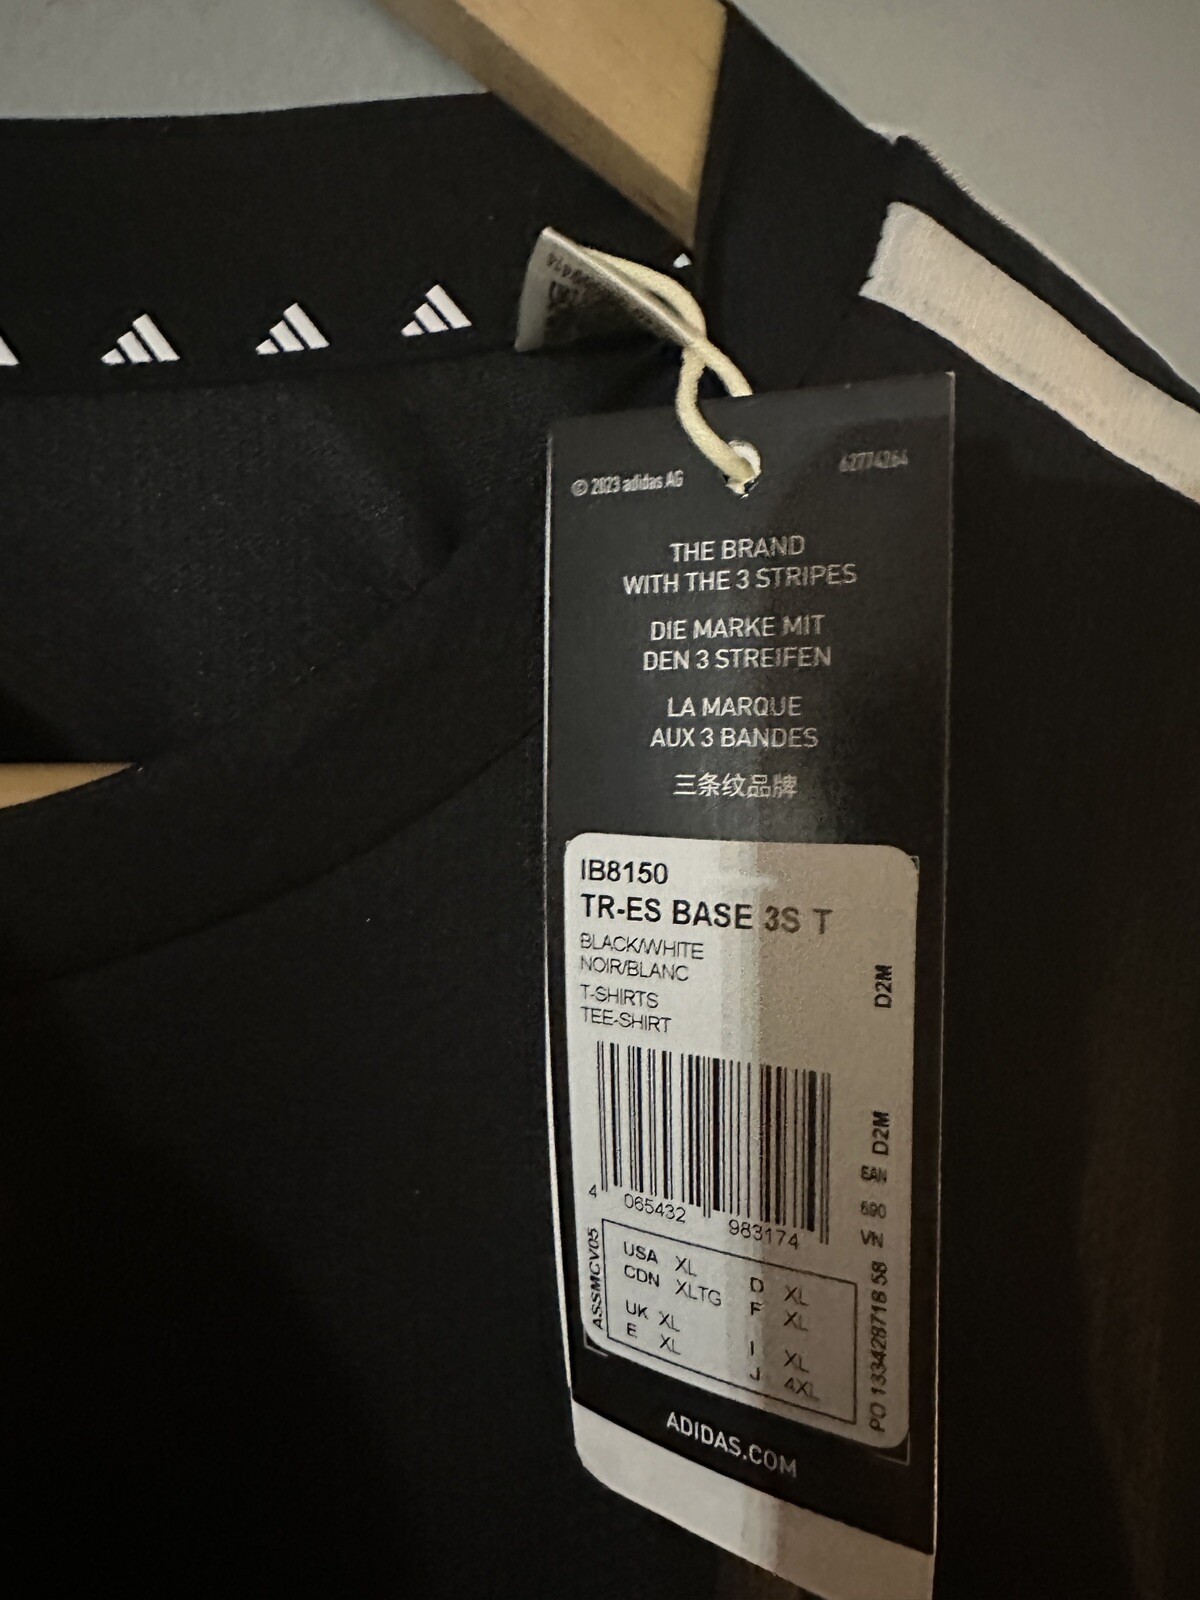 © 2023 adidas AG
62774264
THE BRAND
WITH THE 3 STRIPES
DIE MARKE MIT
DEN 3 STREIFEN
LA MARQUE
AUX 3 BANDES
三条纹品牌
IB8150
TR-ES BASE 3S T
BLACK/WHITE
NOIR/BLANC
T-SHIRTS
TEE-SHIRT
D2M
D2M
EAN
690
VN
4 065432 983174
ASSMCV05
USA XL D XL
CDN XLTG F XL
UK XL I XL
E XL J 4XL
PO 133428718 58
ADIDAS.COM